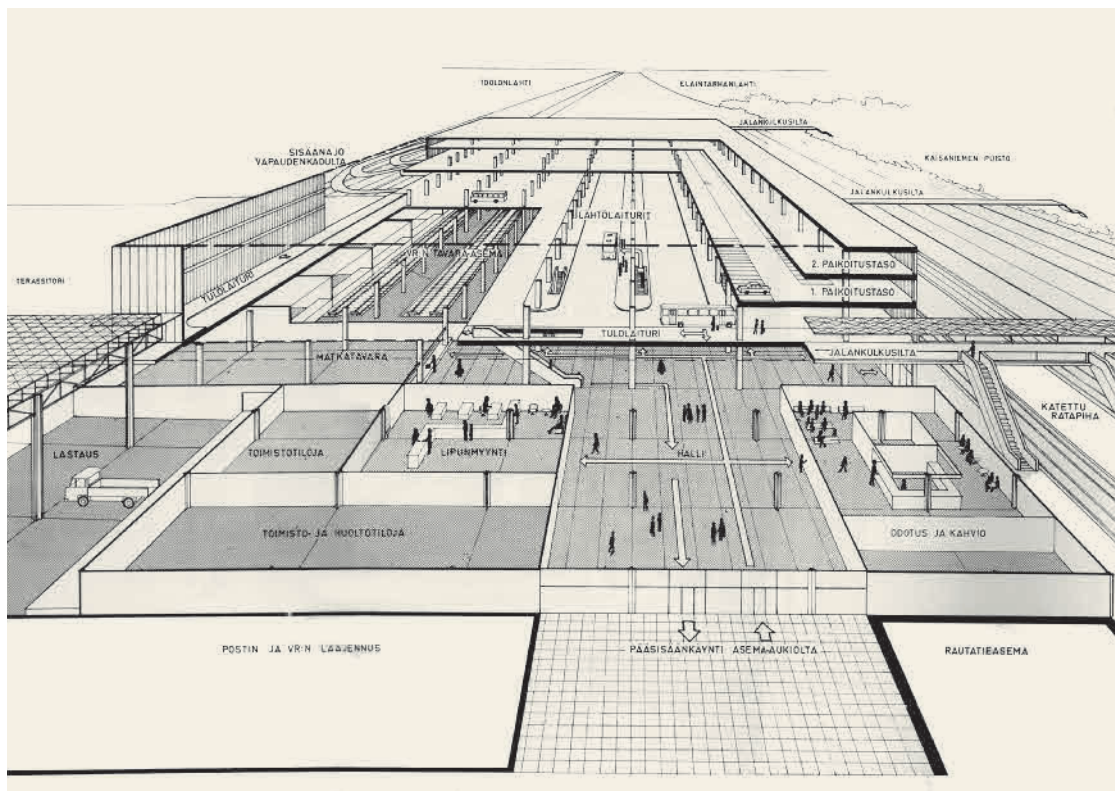 TÖÖLÖNLAHTI
ELÄINTARHANLAHTI
JALANKULKUSILTA
SISÄÄNAJO
VAPAUDENKADULTA
KAISANIEMEN PUISTO
JALANKULKUSILTA
LÄHTÖLAITURIT
VR:N TAVARA-ASEMA
2. PAIKOITUSTASO
TERASSITORI
TULOLAITURI
1. PAIKOITUSTASO
TULOLAITURI
MATKATAVARA
JALANKULKUSILTA
KATETTU
RATAPIHA
LASTAUS
TOIMISTOTILOJA
LIPUNMYYNTI
HALLI
TOIMISTO- JA HUOLTOTILOJA
ODOTUS JA KAHVIO
POSTIN JA VR:N LAAJENNUS
PÄÄSISÄÄNKÄYNTI ASEMA-AUKIOLTA
RAUTATIEASEMA